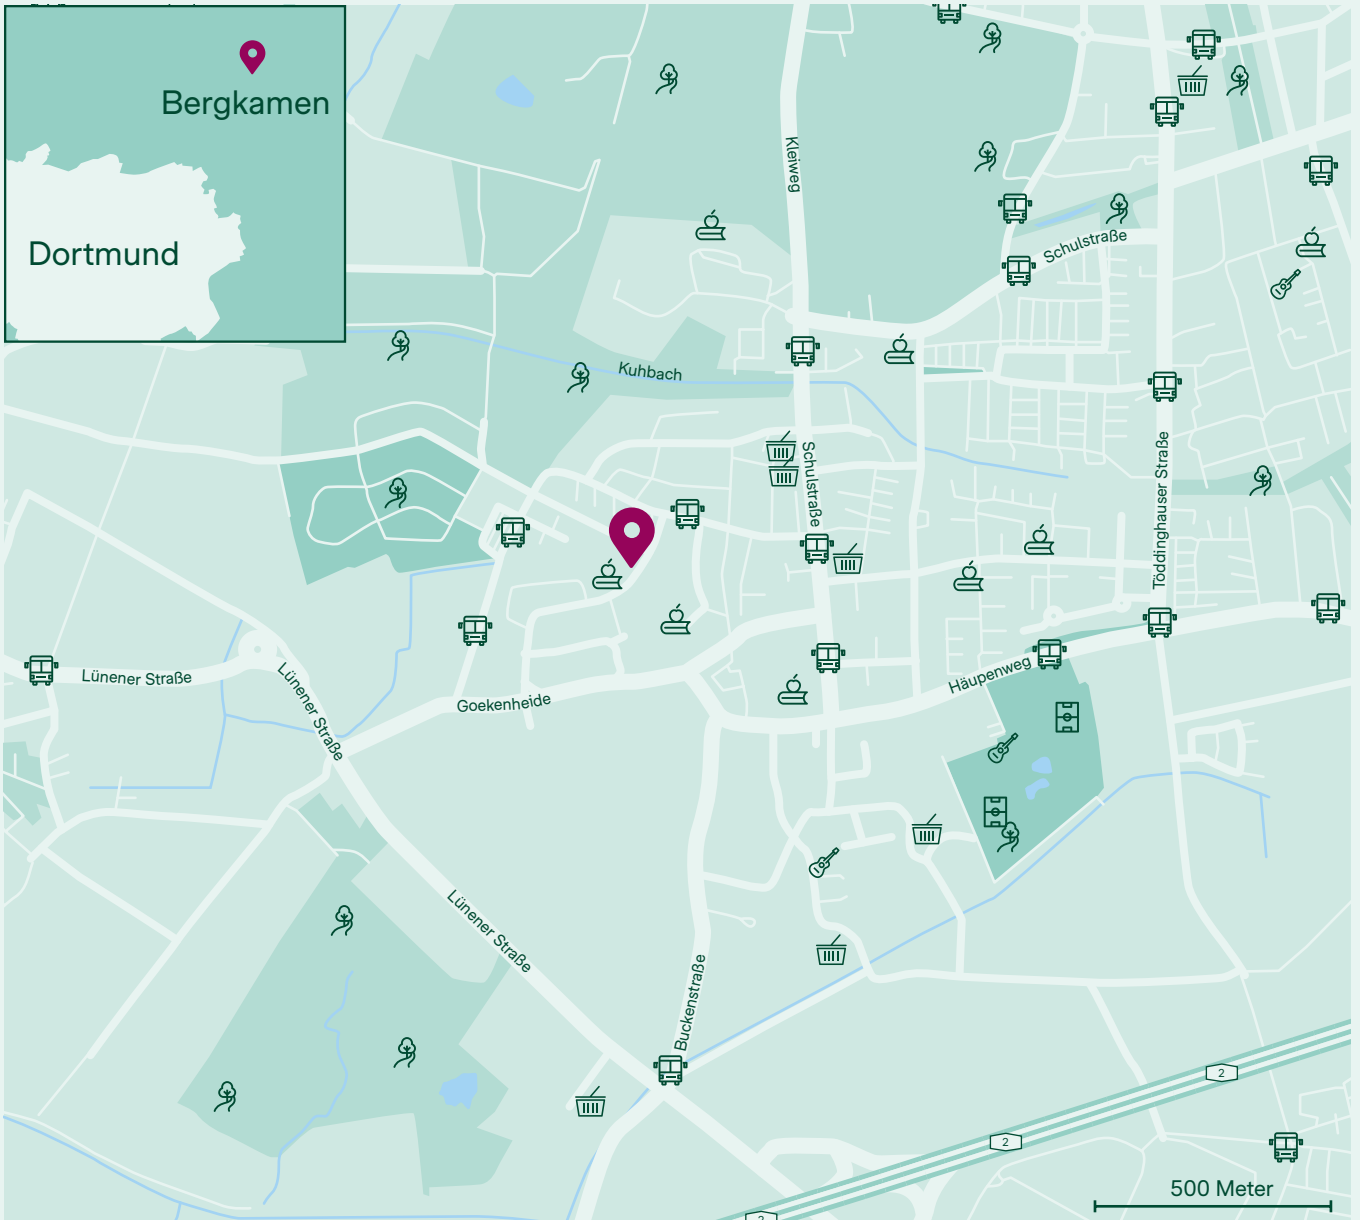 Bergkamen
Dortmund
Kleiweg
Schulstraße
Kuhbach
Schulstraße
Töddinghauser Straße
Lünener Straße
Lünener Straße
Goekenheide
Häupenweg
Lünener Straße
Buckenstraße
2
2
2
500 Meter